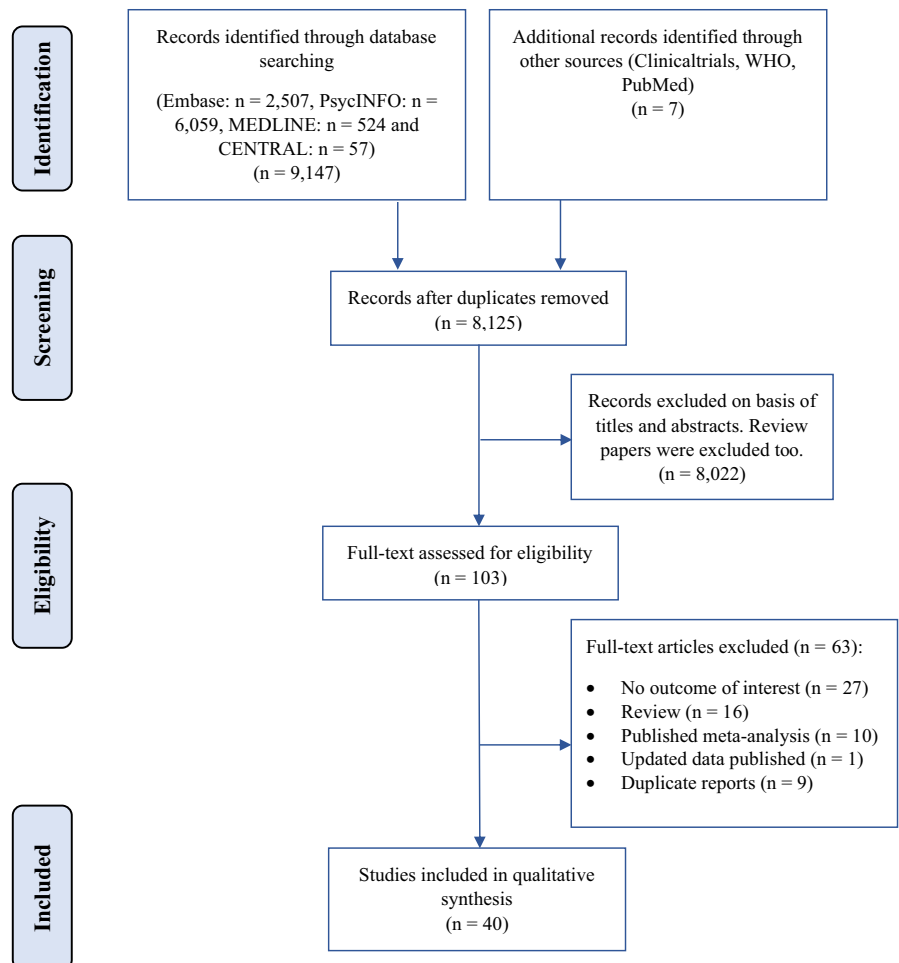 Identification
Records identified through database
searching
(Embase: n = 2,507, PsycINFO: n =
6,059, MEDLINE: n = 524 and
CENTRAL: n = 57)
(n = 9,147)
Additional records identified through
other sources (Clinicaltrials, WHO,
PubMed)
(n = 7)
Screening
Records after duplicates removed
(n = 8,125)
Records excluded on basis of
titles and abstracts. Review
papers were excluded too.
(n = 8,022)
Eligibility
Full-text assessed for eligibility
(n = 103)
Full-text articles excluded (n = 63):
• No outcome of interest (n = 27)
• Review (n = 16)
• Published meta-analysis (n = 10)
• Updated data published (n = 1)
• Duplicate reports (n = 9)
Included
Studies included in qualitative
synthesis
(n = 40)